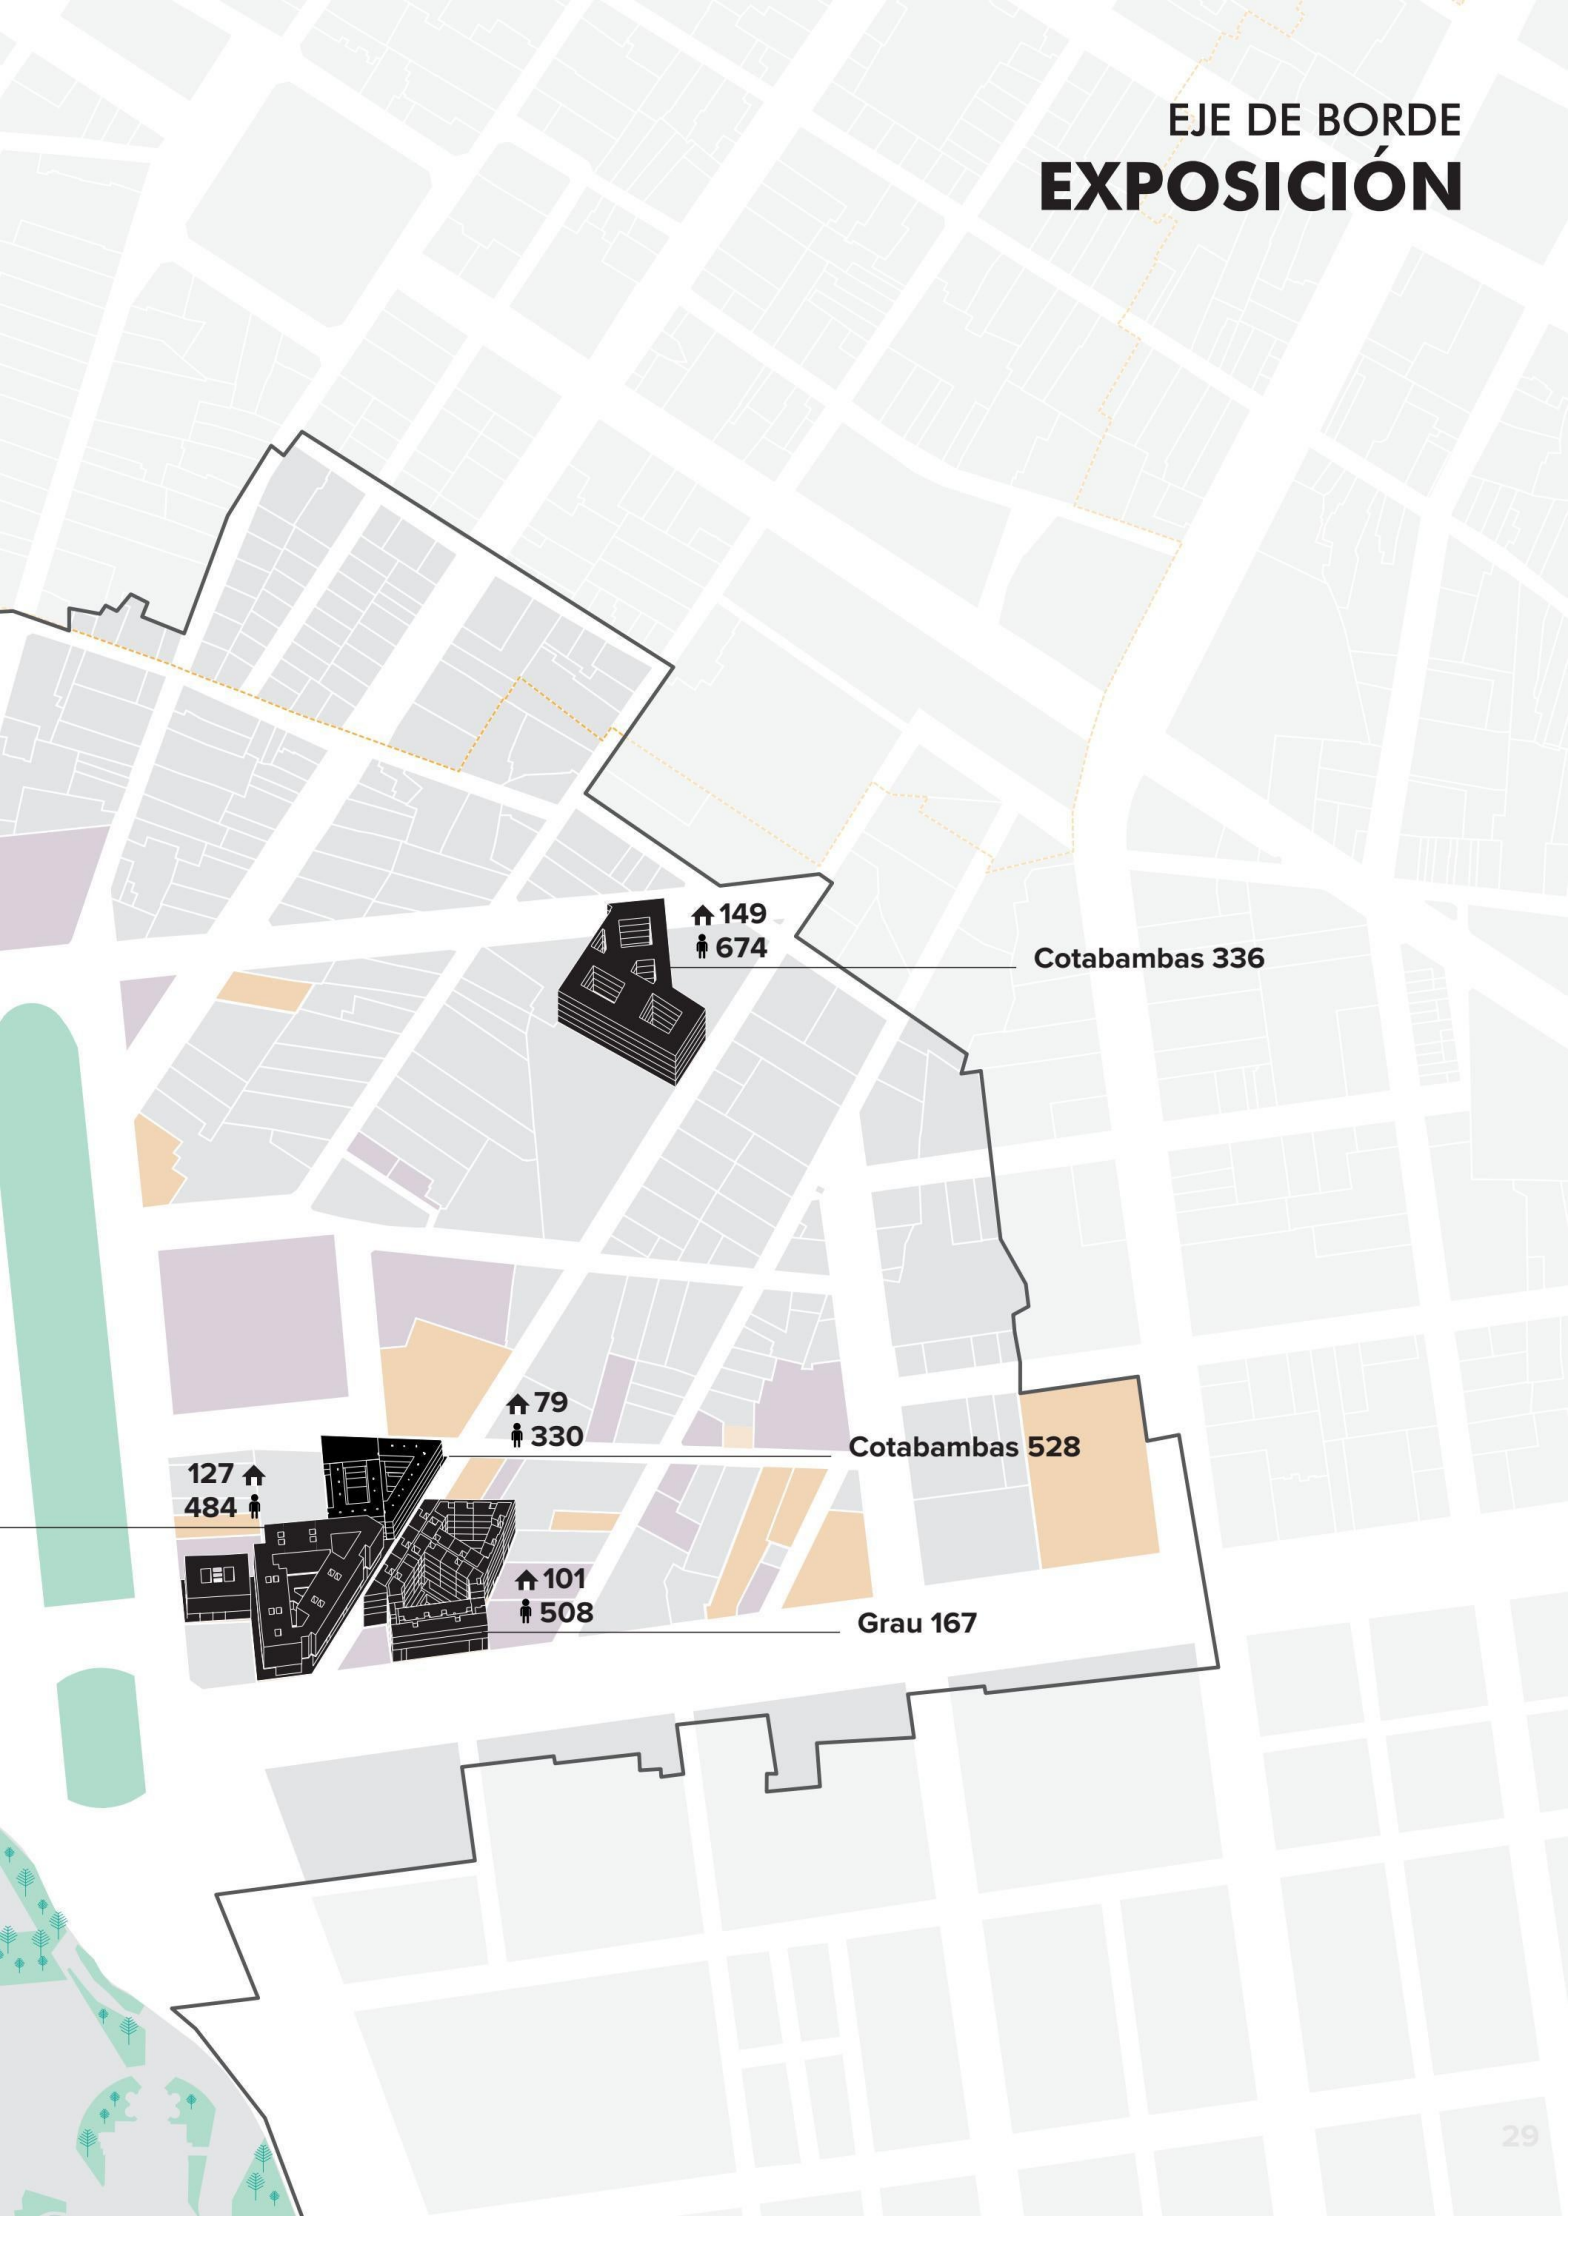 EJE DE BORDE
EXPOSICIÓN
149
674
Cotabambas 336
79
330
Cotabambas 528
127
484
101
508
Grau 167
29